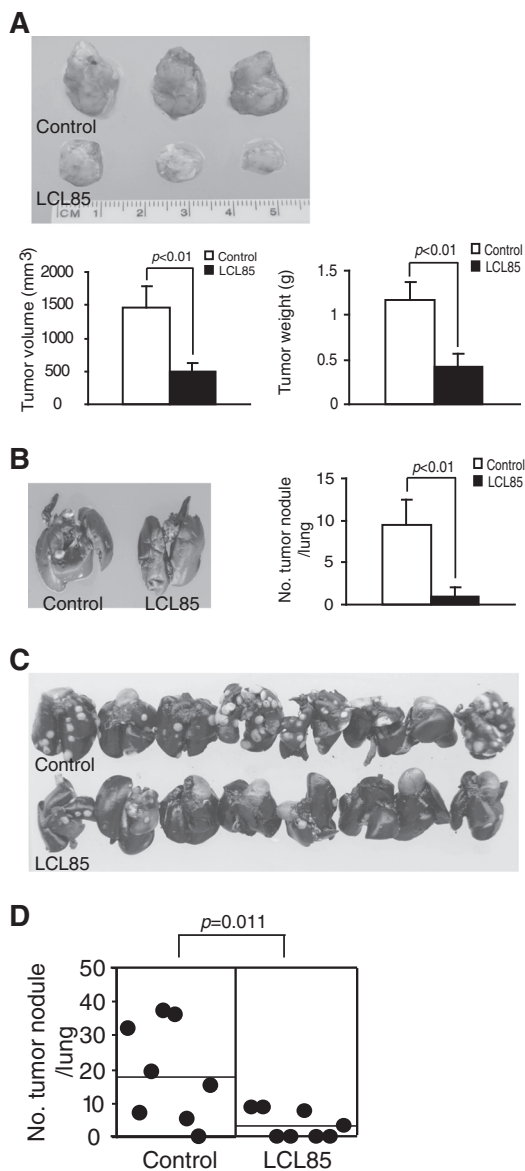 A
Control
LCL85
CM 1 2 3 4 5
p<0.01
Control
LCL85
Tumor volume (mm3)
2000
1500
1000
500
0
p<0.01
Control
LCL85
Tumor weight (g)
1.5
1
0.5
0
B
Control
LCL85
p<0.01
Control
LCL85
No. tumor nodule
/lung
15
10
5
0
C
Control
LCL85
D
p=0.011
No. tumor nodule
/lung
50
40
30
20
10
0
Control
LCL85